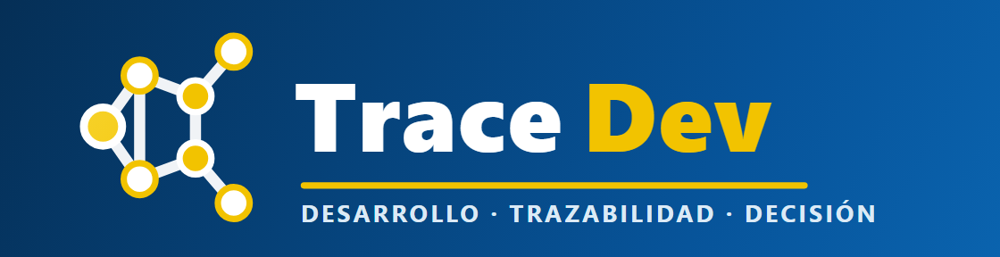 Trace Dev
DESARROLLO · TRAZABILIDAD · DECISIÓN